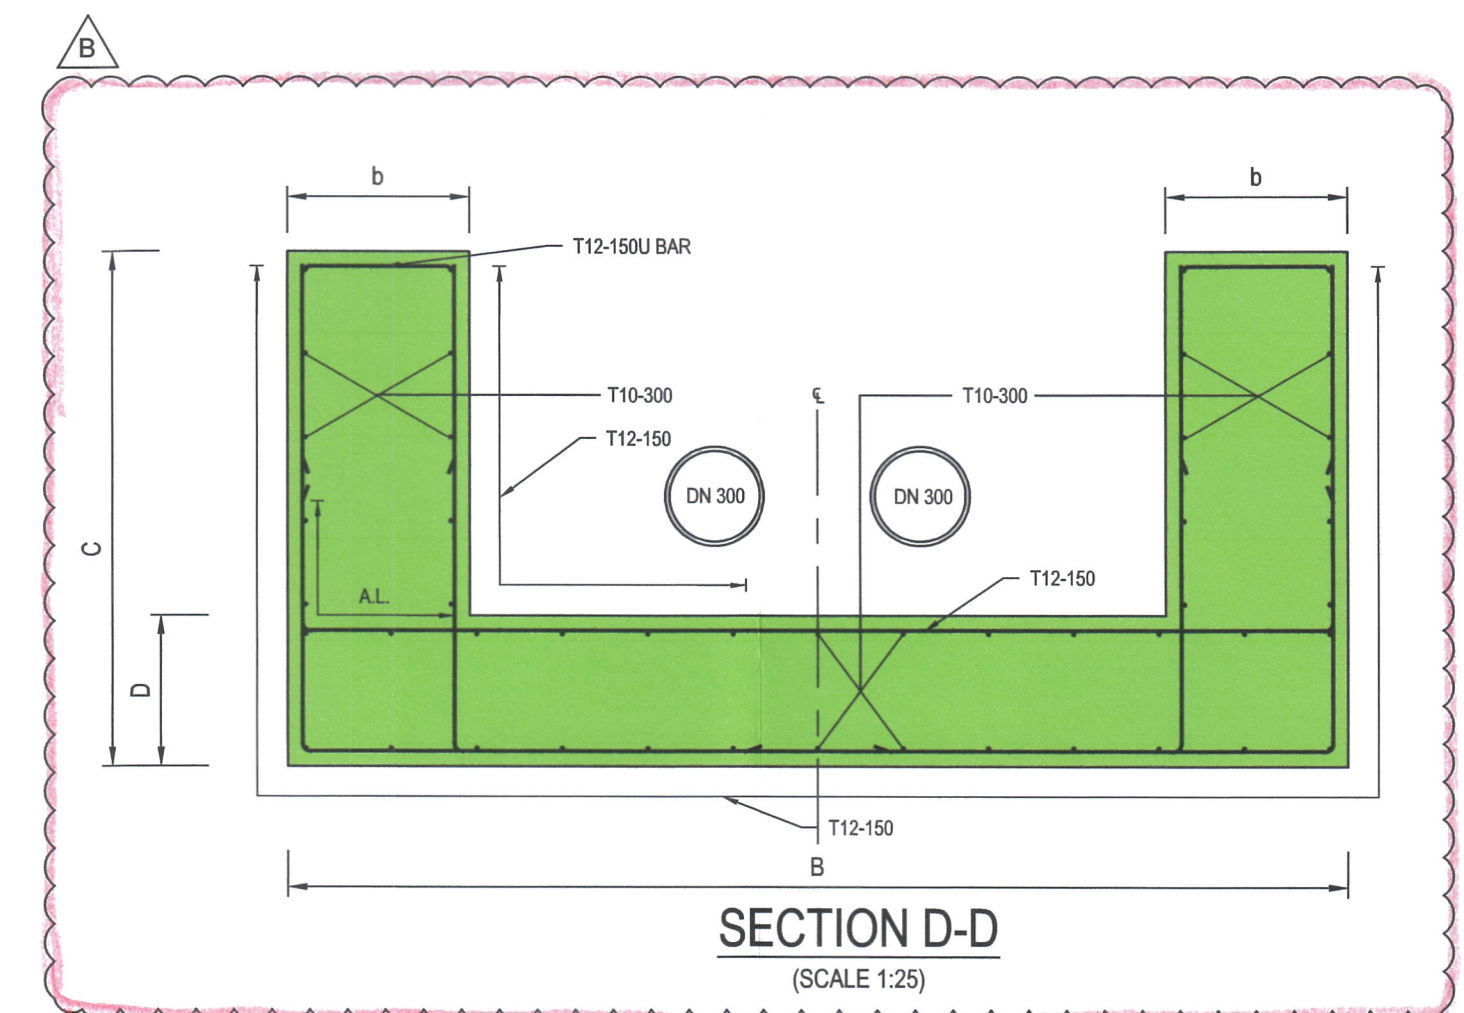 B
b
b
T12-150U BAR
T10-300
T10-300
T12-150
DN 300
DN 300
C
T12-150
A.L.
D
T12-150
B
SECTION D-D
(SCALE 1:25)